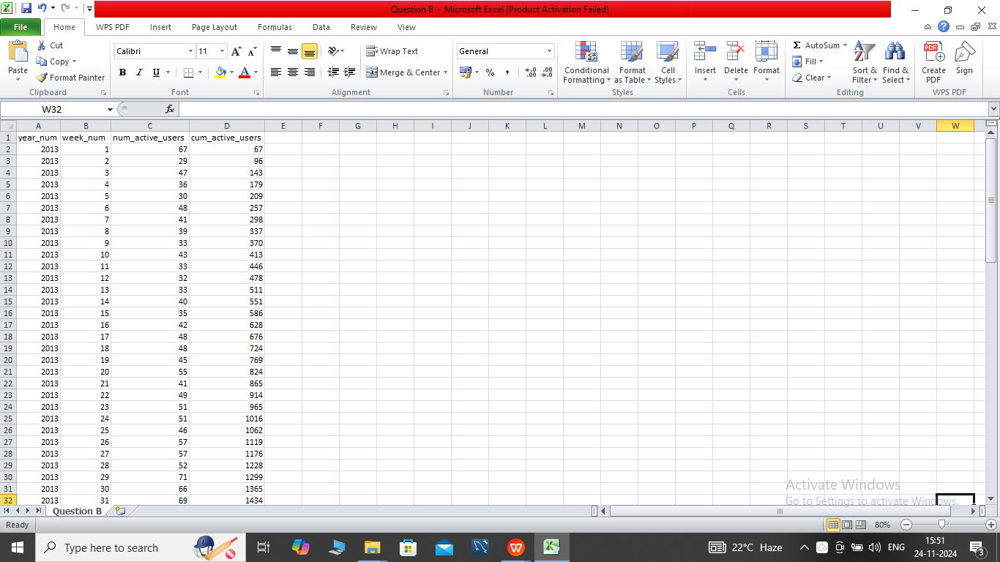 Question B - Microsoft Excel (Product Activation Failed)
File Home WPS PDF Insert Page Layout Formulas Data Review View
Paste Cut Copy Format Painter Clipboard
Calibri 11 A A B I U A Font
Wrap Text Merge & Center Alignment
General % , .00 .00 Number
Conditional Formatting Format as Table Cell Styles Styles
Insert Delete Format Cells
Σ AutoSum Fill Clear Sort & Filter Find & Select Editing
PDF Create PDF Sign WPS PDF
W32 fx
A B C D E F G H I J K L M N O P Q R S T U V W
1 year_num week_num num_active_users cum_active_users
2 2013 1 67 67
3 2013 2 29 96
4 2013 3 47 143
5 2013 4 36 179
6 2013 5 30 209
7 2013 6 48 257
8 2013 7 41 298
9 2013 8 39 337
10 2013 9 33 370
11 2013 10 43 413
12 2013 11 33 446
13 2013 12 32 478
14 2013 13 33 511
15 2013 14 40 551
16 2013 15 35 586
17 2013 16 42 628
18 2013 17 48 676
19 2013 18 48 724
20 2013 19 45 769
21 2013 20 55 824
22 2013 21 41 865
23 2013 22 49 914
24 2013 23 51 965
25 2013 24 51 1016
26 2013 25 46 1062
27 2013 26 57 1119
28 2013 27 57 1176
29 2013 28 52 1228
30 2013 29 71 1299
31 2013 30 66 1365
32 2013 31 69 1434
Activate Windows
Go to Settings to activate Windows.
Question B
Ready 80%
Type here to search 22°C Haze ENG 15:51
24-11-2024 3